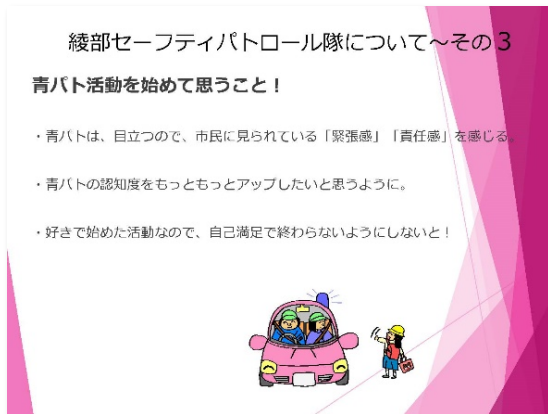 綾部セーフティパトロール隊について～その３
青パト活動を始めて思うこと！
・青パトは、目立つので、市民に見られている「緊張感」「責任感」を感じる。
・青パトの認知度をもっともっとアップしたいと思うように。
・好きで始めた活動なので、自己満足で終わらないようにしないと！